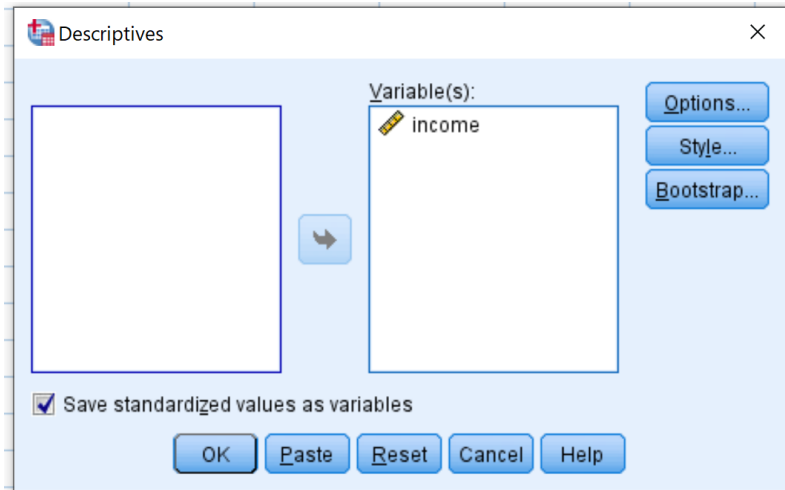 Descriptives
Variable(s):
income
Options...
Style...
Bootstrap...
Save standardized values as variables
OK Paste Reset Cancel Help